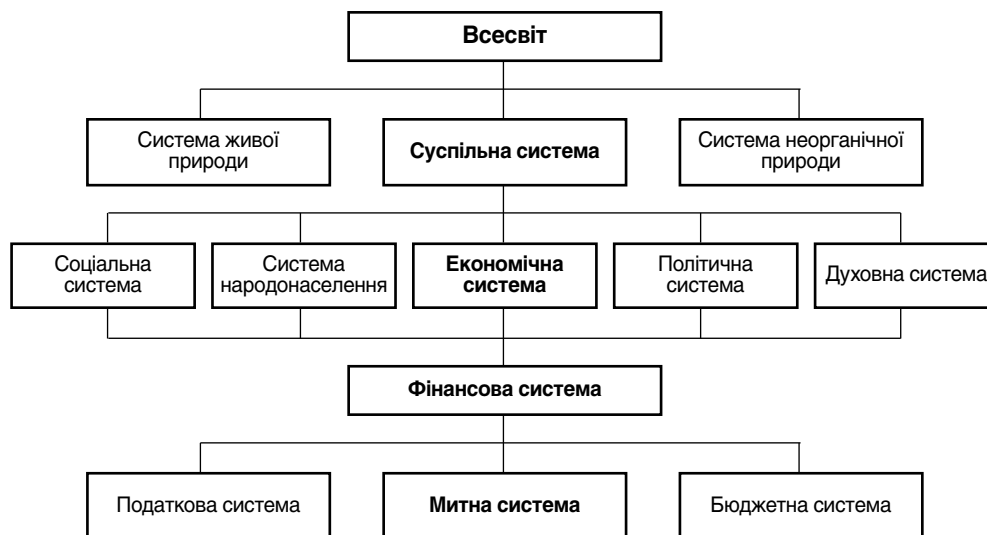 Всесвіт
Система живої
природи
Суспільна система
Система неорганічної
природи
Соціальна
система
Система
народонаселення
Економічна
система
Політична
система
Духовна система
Фінансова система
Податкова система
Митна система
Бюджетна система